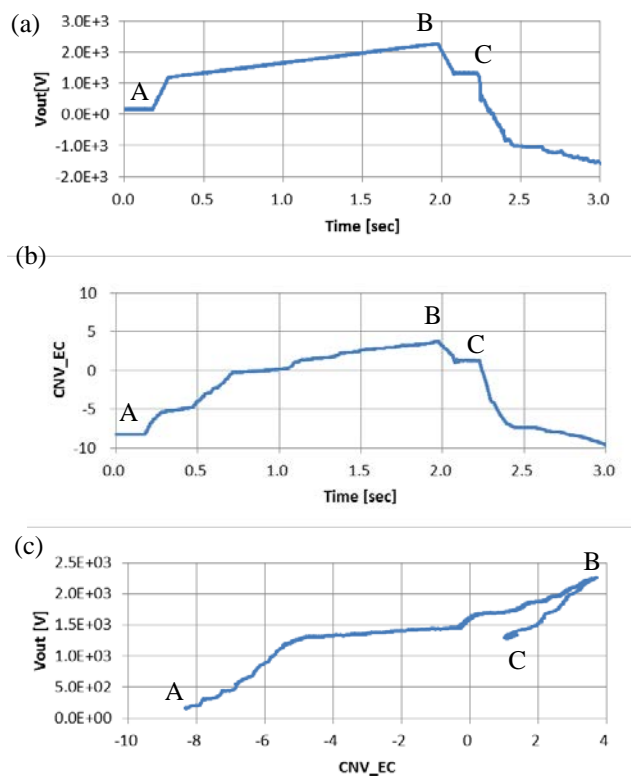 (a)
3.0E+3
2.0E+3
1.0E+3
0.0E+0
-1.0E+3
-2.0E+3
Vout[V]
A
B
C
0.0 0.5 1.0 1.5 2.0 2.5 3.0
Time [sec]
(b)
10
5
0
-5
-10
CNV_EC
A
B
C
0.0 0.5 1.0 1.5 2.0 2.5 3.0
Time [sec]
(c)
2.5E+03
2.0E+03
1.5E+03
1.0E+03
5.0E+02
0.0E+00
Vout [V]
A
B
C
-10 -8 -6 -4 -2 0 2 4
CNV_EC